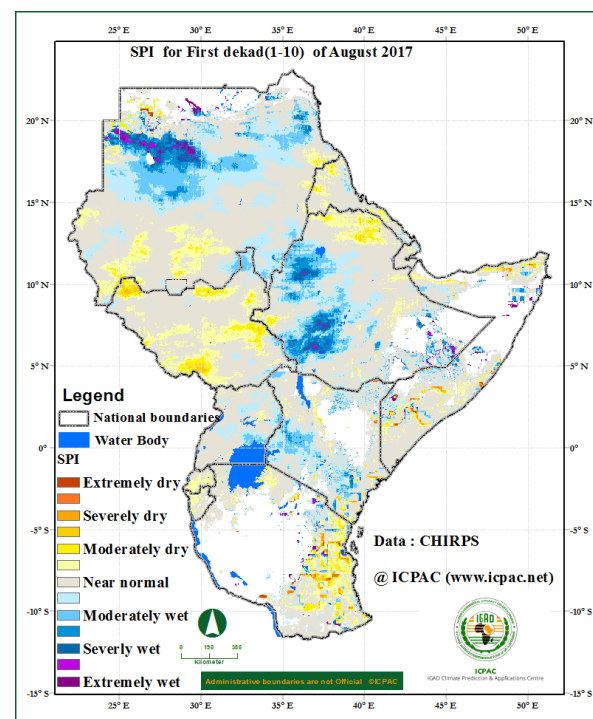 25° E 30° E 35° E 40° E 45° E 50° E
SPI for First dekad(1-10) of August 2017
20° N 20° N
15° N 15° N
10° N 10° N
5° N 5° N
Legend
National boundaries
0° 0°
Water Body
SPI
Extremely dry
Severely dry
-5° S -5° S
Data : CHIRPS
Moderately dry
@ ICPAC (www.icpac.net)
Near normal
-10° S -10° S
Moderately wet
IGAD
0 190 380
Kilometer
Severly wet
ICPAC
IGAD Climate Prediction & Applications Centre
Extremely wet
Administrative boundaries are not Official ©ICPAC
-15° S -15° S
25° E 30° E 35° E 40° E 45° E 50° E